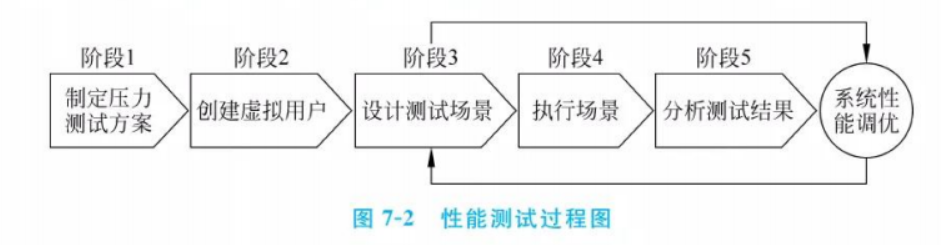 阶段1
阶段2
阶段3
阶段4
阶段5
制定压力
测试方案
创建虚拟用户
设计测试场景
执行场景
分析测试结果
系统性
能调优
图 7-2 性能测试过程图